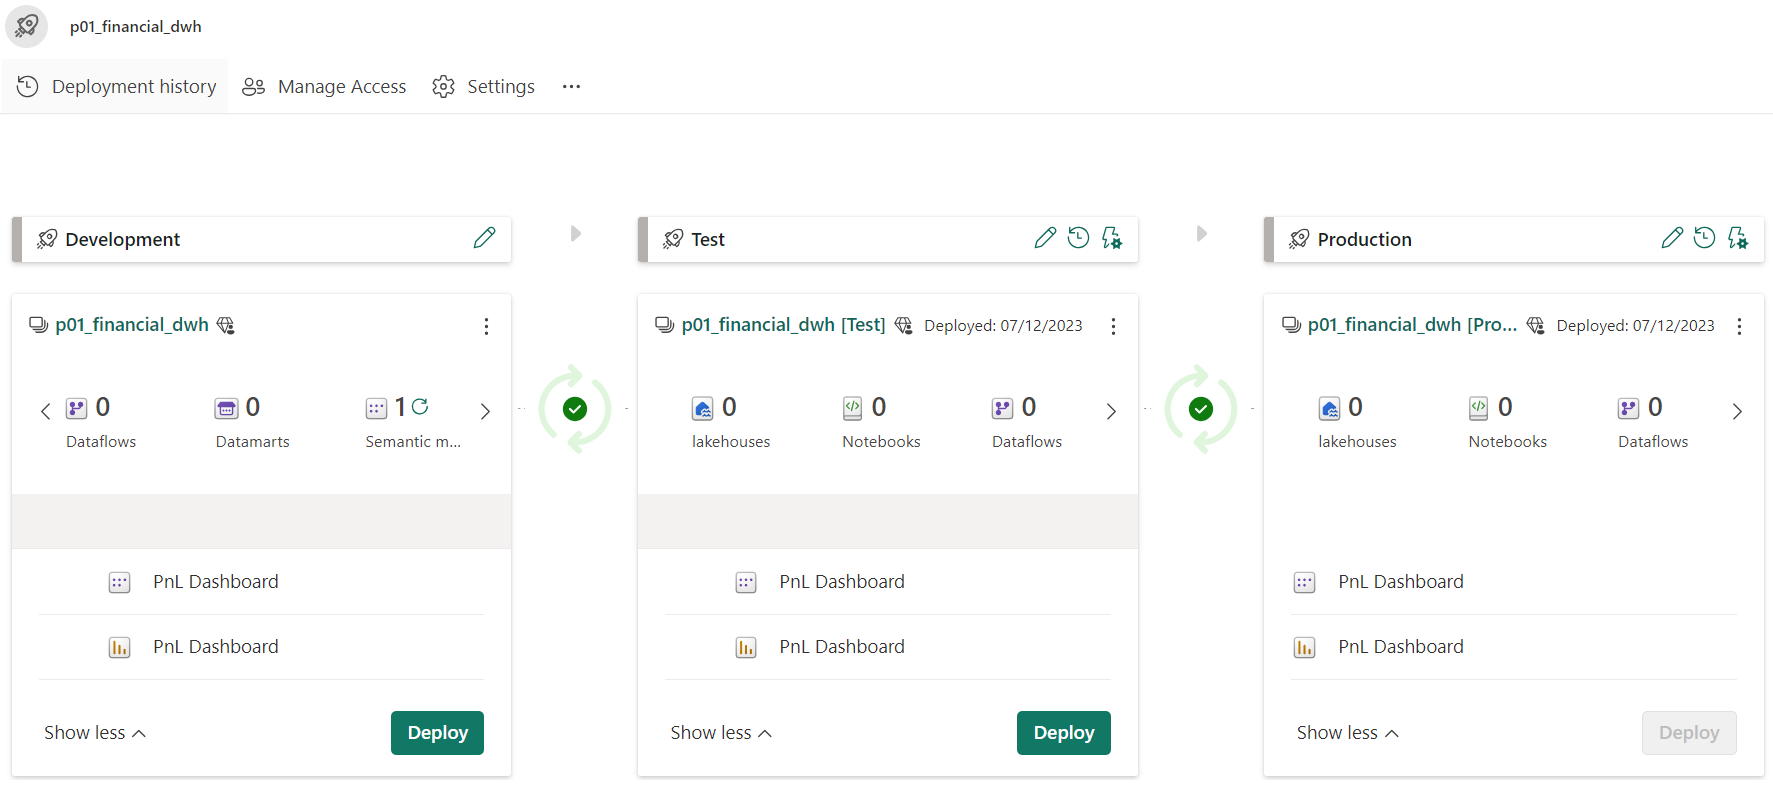 p01_financial_dwh
Deployment history
Manage Access
Settings
Development
Test
Production
p01_financial_dwh
0
Dataflows
0
Datamarts
1
Semantic m...
PnL Dashboard
PnL Dashboard
Show less
Deploy
p01_financial_dwh [Test]
Deployed: 07/12/2023
0
lakehouses
0
Notebooks
0
Dataflows
PnL Dashboard
PnL Dashboard
Show less
Deploy
p01_financial_dwh [Pro...
Deployed: 07/12/2023
0
lakehouses
0
Notebooks
0
Dataflows
PnL Dashboard
PnL Dashboard
Show less
Deploy